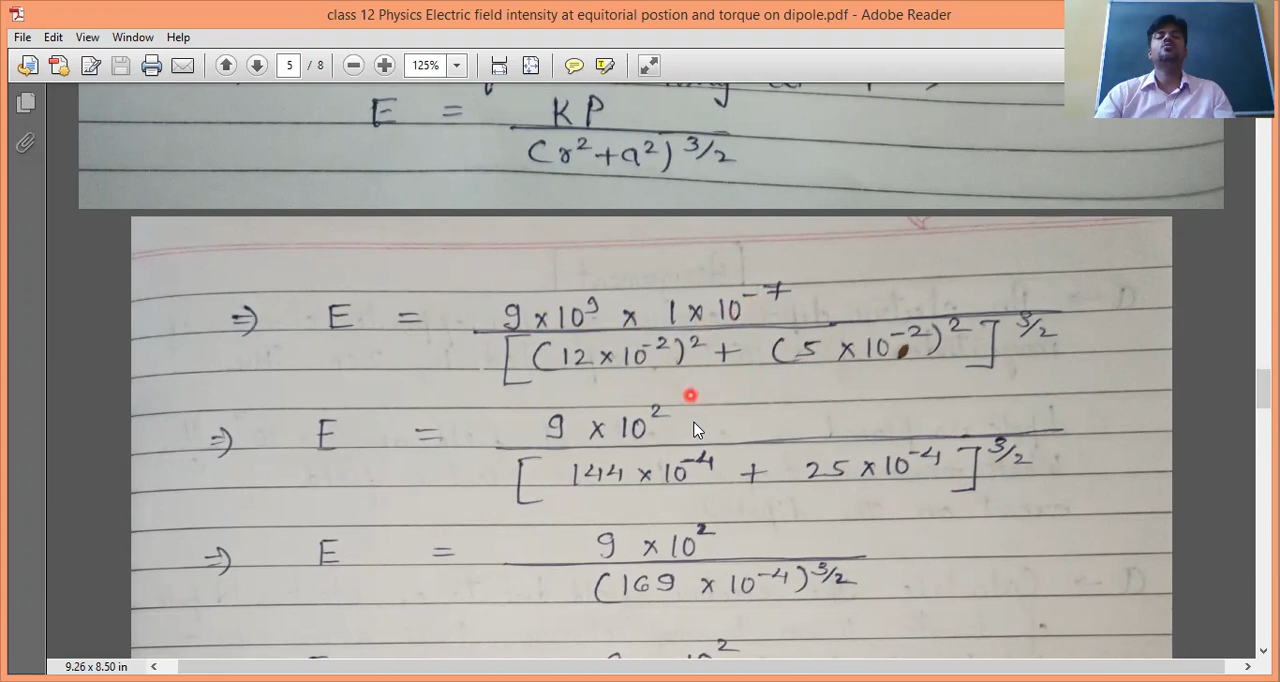 class 12 Physics Electric field intensity at equitorial postion and torque on dipole.pdf - Adobe Reader
File Edit View Window Help
5 / 8 125%
E = KP
(r²+a²)³/²
⇒ E = 9×10⁹ × 1×10⁻⁷
[(12×10⁻²)² + (5×10⁻²)²]³/²
⇒ E = 9×10²
[144×10⁻⁴ + 25×10⁻⁴]³/²
⇒ E = 9×10²
(169×10⁻⁴)³/²
9.26 x 8.50 in